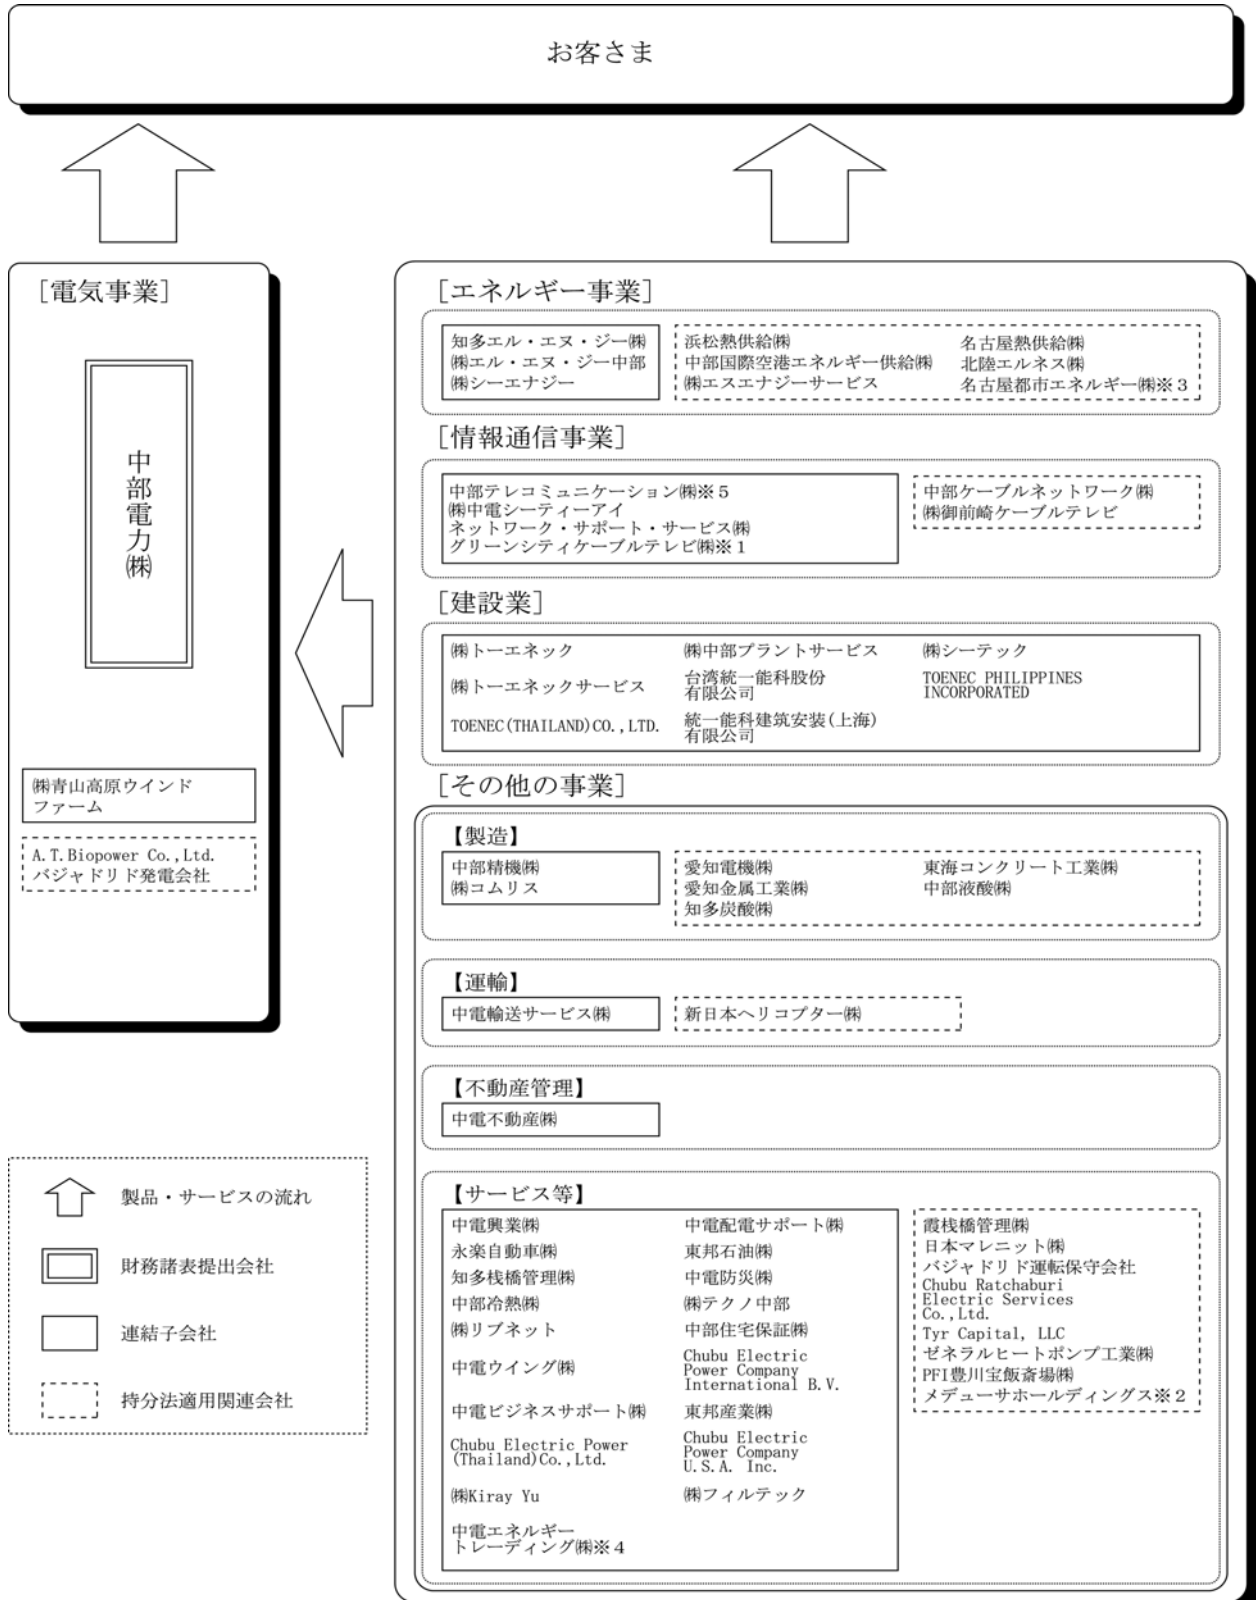 お客さま
[電気事業]
中部電力㈱
㈱青山高原ウインド
ファーム
A.T.Biopower Co.,Ltd.
バジャドリド発電会社
[エネルギー事業]
知多エル・エヌ・ジー㈱
㈱エル・エヌ・ジー中部
㈱シーエナジー
浜松熱供給㈱
中部国際空港エネルギー供給㈱
㈱エスエナジーサービス
名古屋熱供給㈱
北陸エルネス㈱
名古屋都市エネルギー㈱※3
[情報通信事業]
中部テレコミュニケーション㈱※5
㈱中電シーティーアイ
ネットワーク・サポート・サービス㈱
グリーンシティケーブルテレビ㈱※1
中部ケーブルネットワーク㈱
㈱御前崎ケーブルテレビ
[建設業]
㈱トーエネック
㈱中部プラントサービス
㈱シーテック
㈱トーエネックサービス
台湾統一能科股份
有限公司
TOENEC PHILIPPINES
INCORPORATED
TOENEC(THAILAND)CO.,LTD.
統一能科建筑安装(上海)
有限公司
[その他の事業]
【製造】
中部精機㈱
㈱コムリス
愛知電機㈱
愛知金属工業㈱
知多炭酸㈱
東海コンクリート工業㈱
中部液酸㈱
【運輸】
中電輸送サービス㈱
新日本ヘリコプター㈱
【不動産管理】
中電不動産㈱
【サービス等】
中電興業㈱
中電配電サポート㈱
永楽自動車㈱
東邦石油㈱
知多桟橋管理㈱
中電防災㈱
中部冷熱㈱
㈱テクノ中部
㈱リブネット
中部住宅保証㈱
中電ウイング㈱
Chubu Electric
Power Company
International B.V.
中電ビジネスサポート㈱
東邦産業㈱
Chubu Electric Power
(Thailand)Co.,Ltd.
Chubu Electric
Power Company
U.S.A. Inc.
㈱Kiray Yu
㈱フィルテック
中電エネルギー
トレーディング㈱※4
霞桟橋管理㈱
日本マレニット㈱
バジャドリド運転保守会社
Chubu Ratchaburi
Electric Services
Co.,Ltd.
Tyr Capital, LLC
ゼネラルヒートポンプ工業㈱
PFI豊川宝飯斎場㈱
メデューサホールディングス※2
製品・サービスの流れ
財務諸表提出会社
連結子会社
持分法適用関連会社